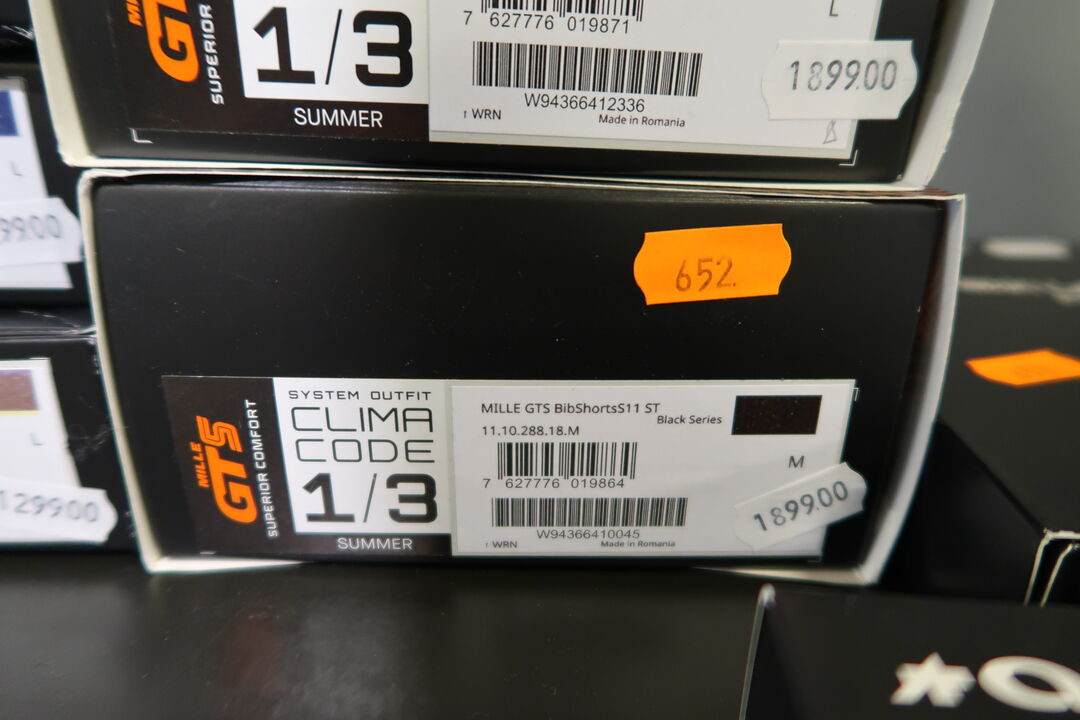 MILLE
GTS
SUPERIOR
1/3
SUMMER
7 627776 019871
W94366412336
↑ WRN
Made in Romania
L
1899.00
L
99.00
L
1299.00
652.
MILLE
GTS
SUPERIOR COMFORT
SYSTEM OUTFIT
CLIMA
CODE
1/3
SUMMER
MILLE GTS BibShortsS11 ST
Black Series
11.10.288.18.M
7 627776 019864
M
W94366410045
↑ WRN
Made in Romania
1899.00